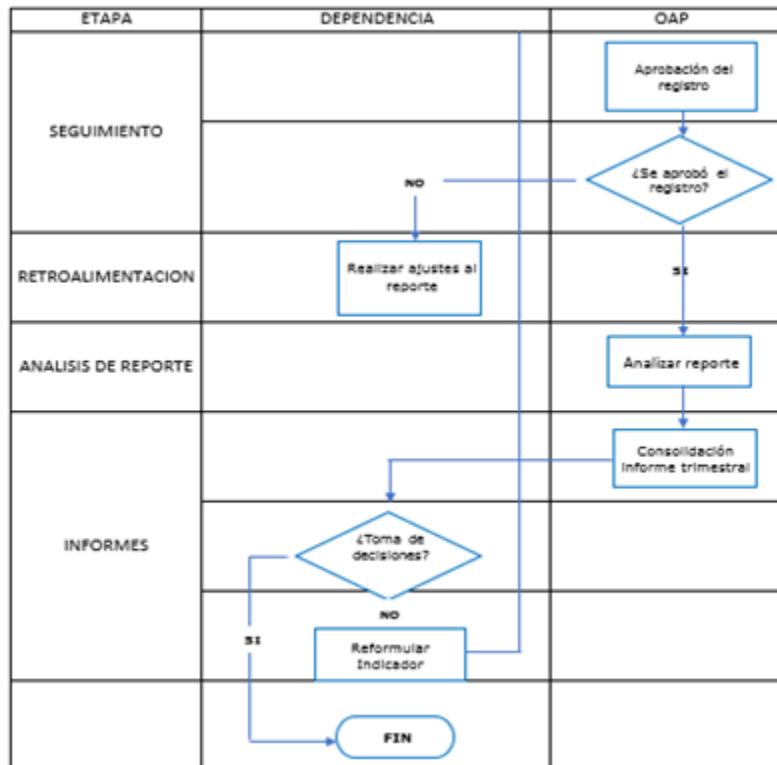 ETAPA
DEPENDENCIA
OAP
SEGUIMIENTO
Aprobación del
registro
¿Se aprobó el
registro?
NO
RETROALIMENTACION
Realizar ajustes al
reporte
SI
ANALISIS DE REPORTE
Analizar reporte
INFORMES
Consolidación
informe trimestral
¿Toma de
decisiones?
NO
SI
Reformular
Indicador
FIN